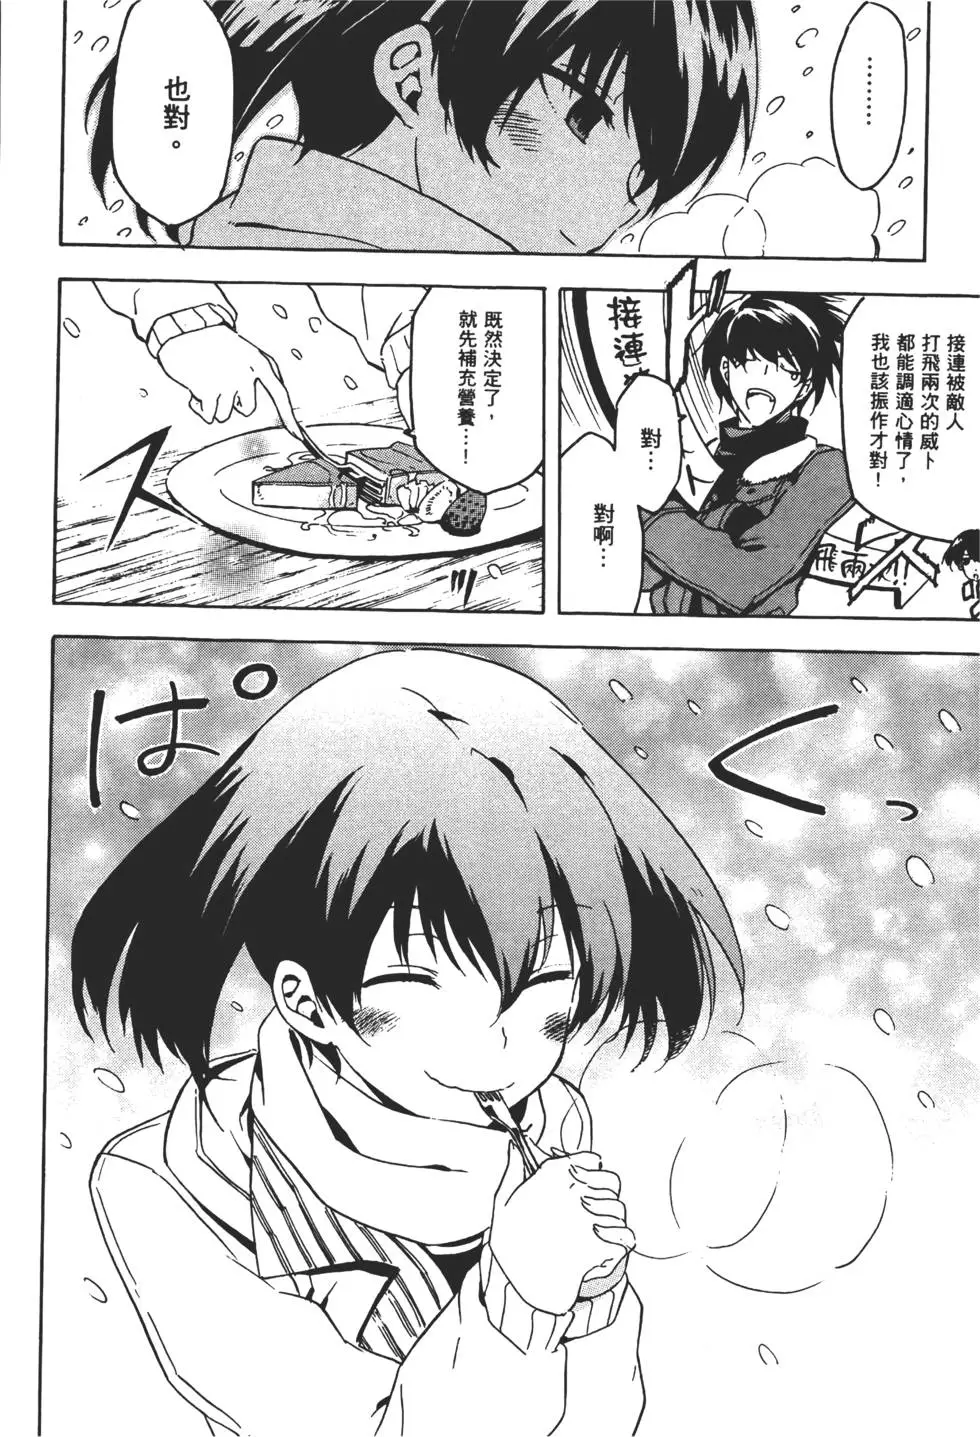 ………
也對。
接連被敵人
打飛兩次的威卜
都能調適心情了，
我也該振作才對！
接連
飛兩
對…
對啊…
既然決定了，
就先補充營養…！
ぱくっ